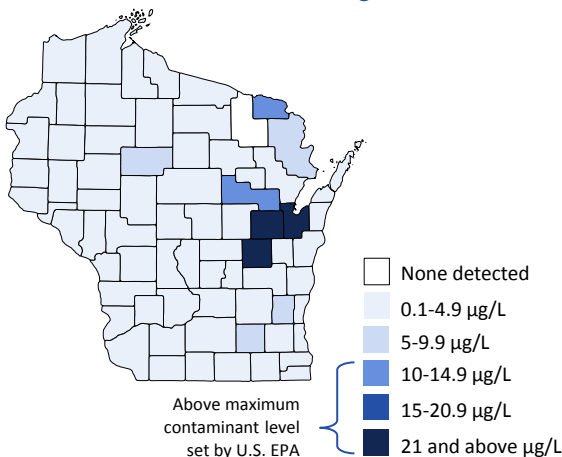 None detected
0.1-4.9 µg/L
5-9.9 µg/L
10-14.9 µg/L
15-20.9 µg/L
21 and above µg/L
Above maximum
contaminant level
set by U.S. EPA